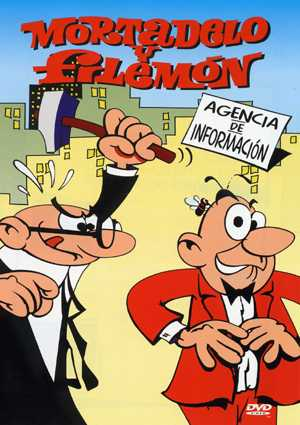 MORTADELO
Y
FILEMÓN
AGENCIA
DE
INFORMACIÓN
DVD